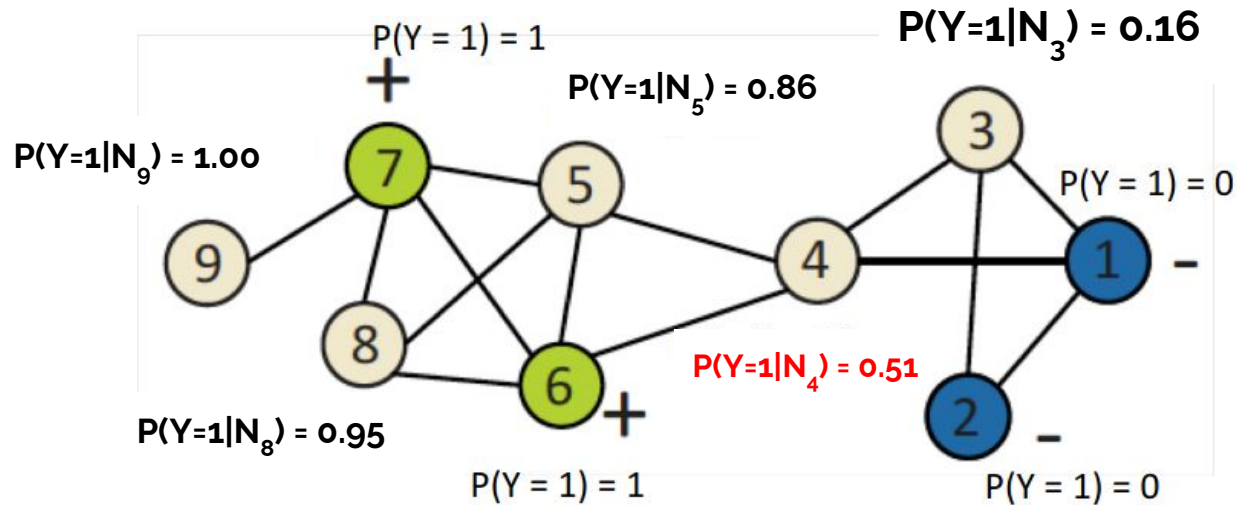 P(Y = 1) = 1
P(Y=1|N₃) = 0.16
+
P(Y=1|N₅) = 0.86
3
P(Y=1|N₉) = 1.00
7
5
P(Y = 1) = 0
9
4
1
-
8
6
P(Y=1|N₄) = 0.51
+
2
-
P(Y=1|N₈) = 0.95
P(Y = 1) = 1
P(Y = 1) = 0